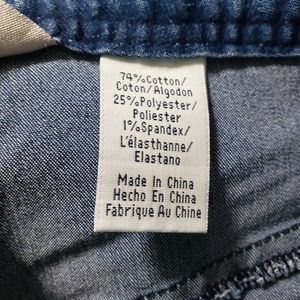 74%Cotton/
Coton/Algodon
25%Polyester/
Poliester
1%Spandex/
L'élasthanne/
Elastano
Made In China
Hecho En China
Fabrique Au Chine